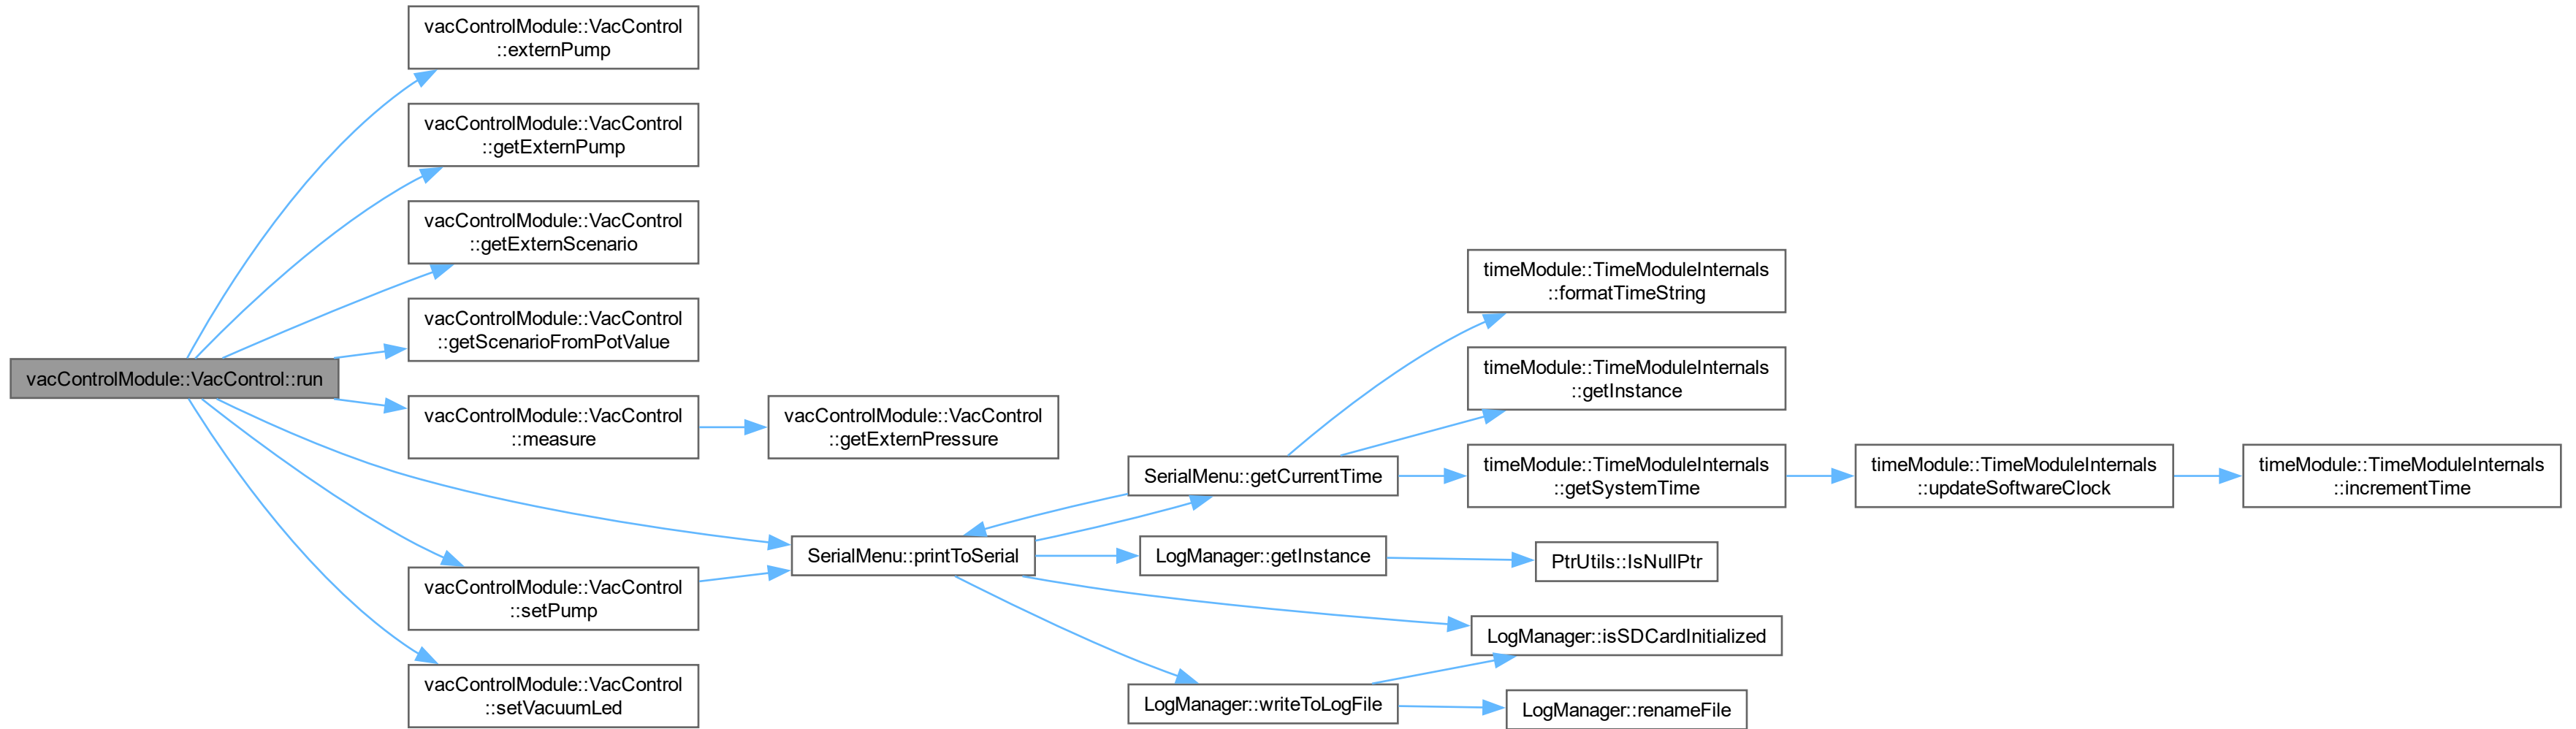 vacControlModule::VacControl::run
vacControlModule::VacControl
::externPump
vacControlModule::VacControl
::getExternPump
vacControlModule::VacControl
::getExternScenario
vacControlModule::VacControl
::getScenarioFromPotValue
vacControlModule::VacControl
::measure
vacControlModule::VacControl
::getExternPressure
vacControlModule::VacControl
::setPump
vacControlModule::VacControl
::setVacuumLed
SerialMenu::printToSerial
SerialMenu::getCurrentTime
timeModule::TimeModuleInternals
::formatTimeString
timeModule::TimeModuleInternals
::getInstance
timeModule::TimeModuleInternals
::getSystemTime
timeModule::TimeModuleInternals
::updateSoftwareClock
timeModule::TimeModuleInternals
::incrementTime
LogManager::getInstance
PtrUtils::IsNullPtr
LogManager::isSDCardInitialized
LogManager::writeToLogFile
LogManager::renameFile